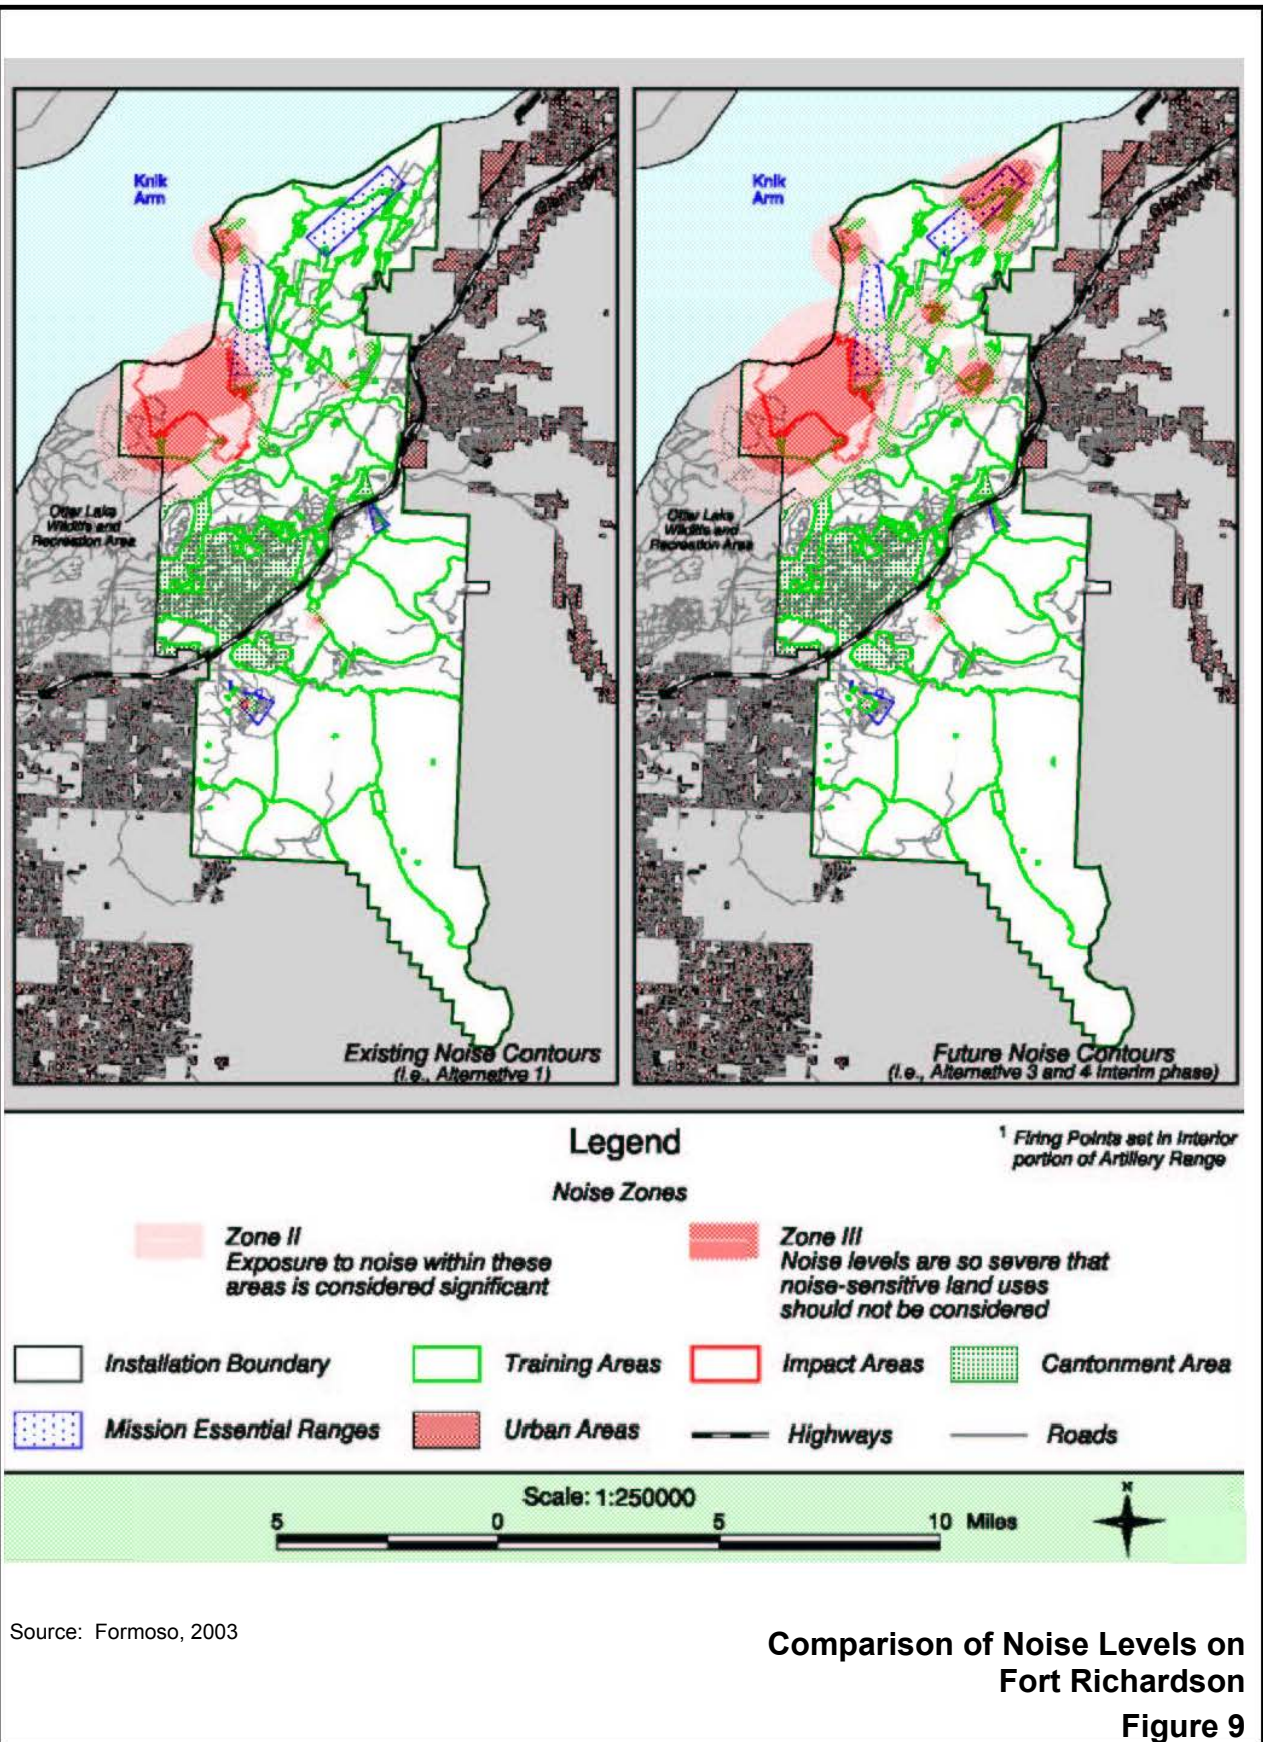 Knik
Arm
Otter Lake
Wildlife and
Recreation Area
Existing Noise Contours
(i.e., Alternative 1)
Knik
Arm
Otter Lake
Wildlife and
Recreation Area
Future Noise Contours
(i.e., Alternative 3 and 4 interim phase)
Legend
1 Firing Points set in Interior
portion of Artillery Range
Noise Zones
Zone II
Exposure to noise within these
areas is considered significant
Zone III
Noise levels are so severe that
noise-sensitive land uses
should not be considered
Installation Boundary
Training Areas
Impact Areas
Cantonment Area
Mission Essential Ranges
Urban Areas
Highways
Roads
Scale: 1:250000
5 0 5 10 Miles
N
Source: Formoso, 2003
Comparison of Noise Levels on
Fort Richardson
Figure 9